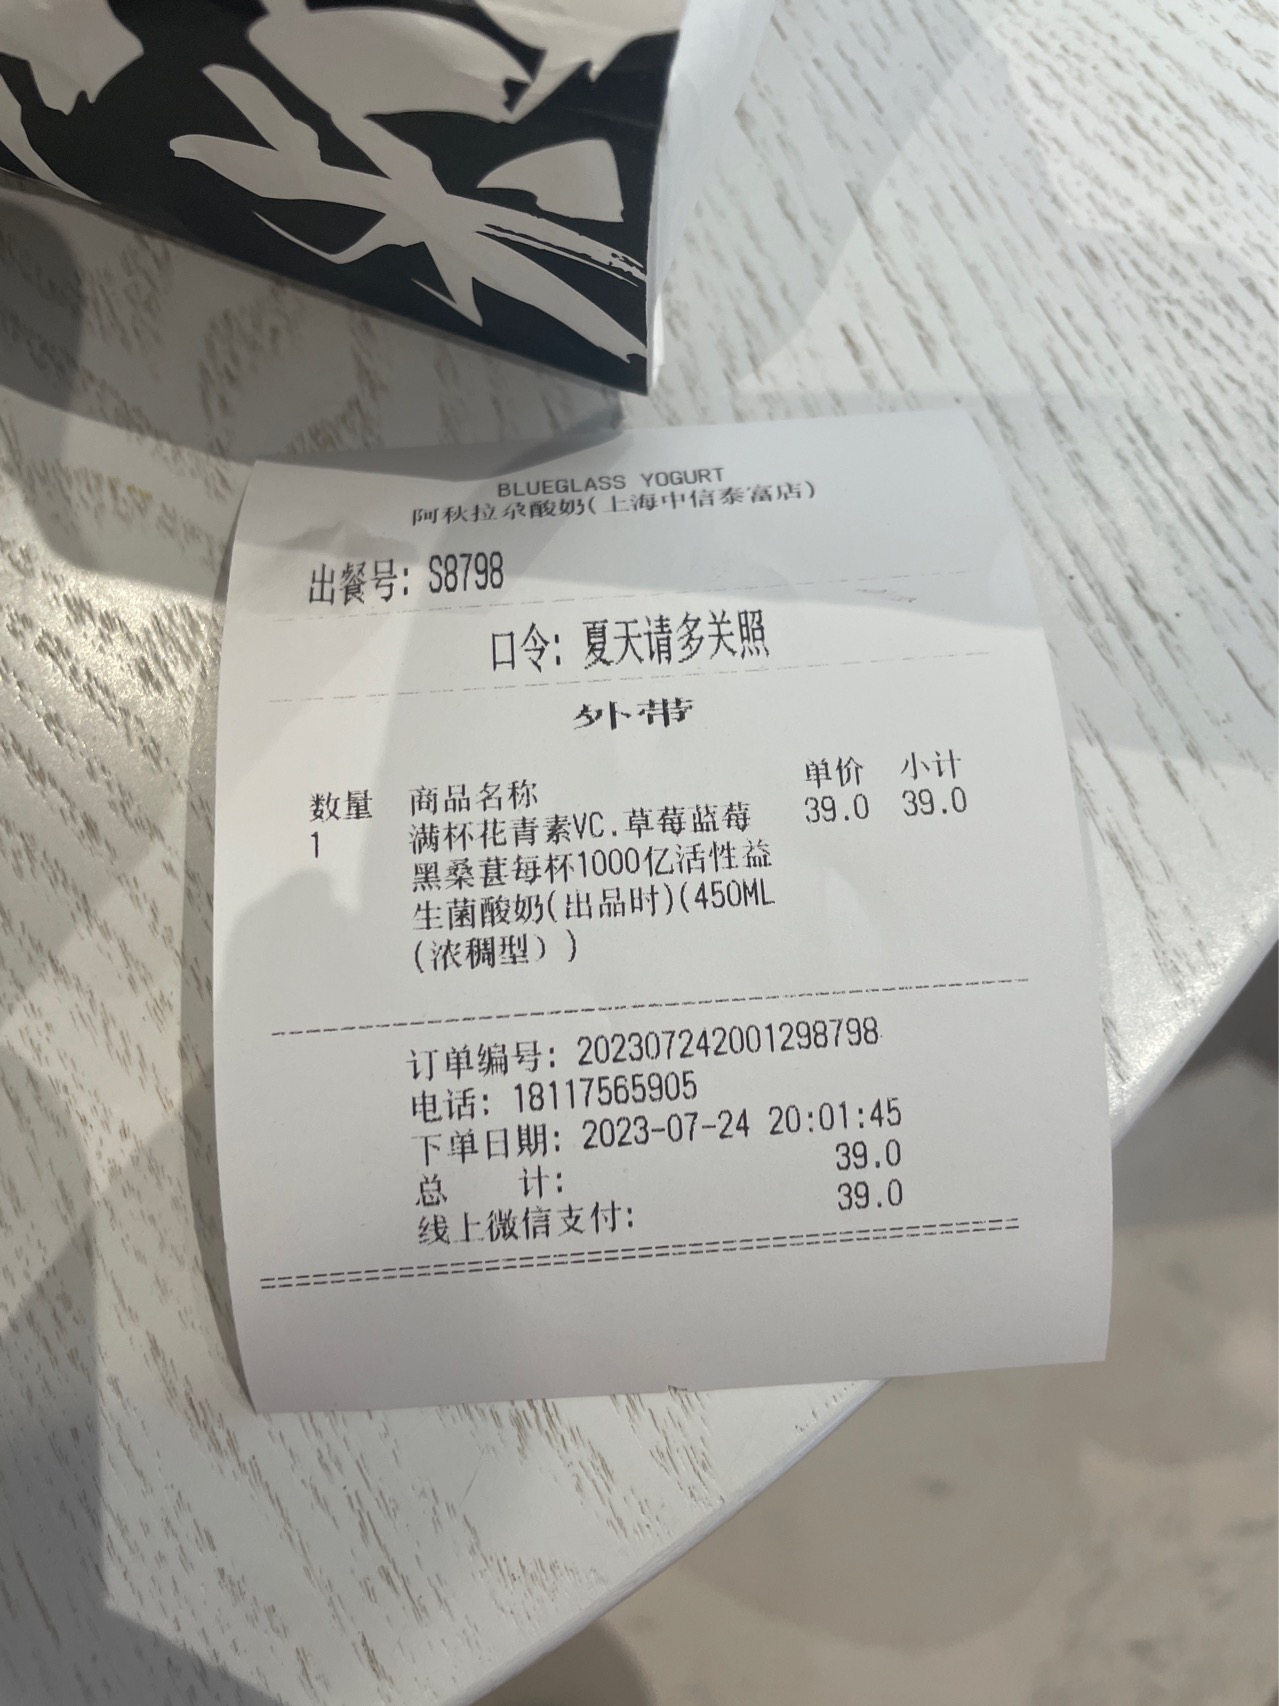 BLUEGLASS YOGURT
阿秋拉尕酸奶(上海中信泰富店)
出餐号: S8798
口令: 夏天请多关照
外带
数量 商品名称 单价 小计
1 满杯花青素VC.草莓蓝莓 39.0 39.0
黑桑葚每杯1000亿活性益
生菌酸奶(出品时)(450ML
(浓稠型))
订单编号: 202307242001298798
电话: 18117565905
下单日期: 2023-07-24 20:01:45
总 计: 39.0
线上微信支付: 39.0